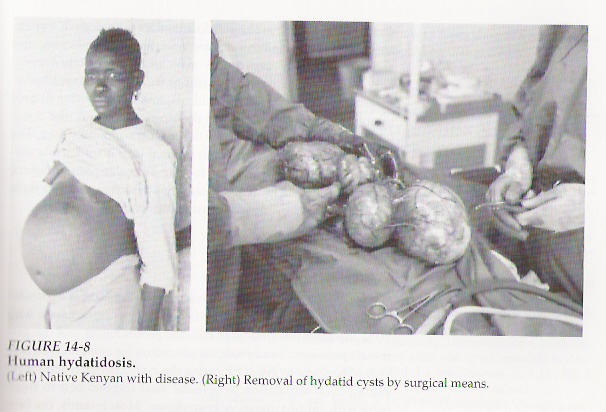 FIGURE 14-8
Human hydatidosis.
(Left) Native Kenyan with disease. (Right) Removal of hydatid cysts by surgical means.